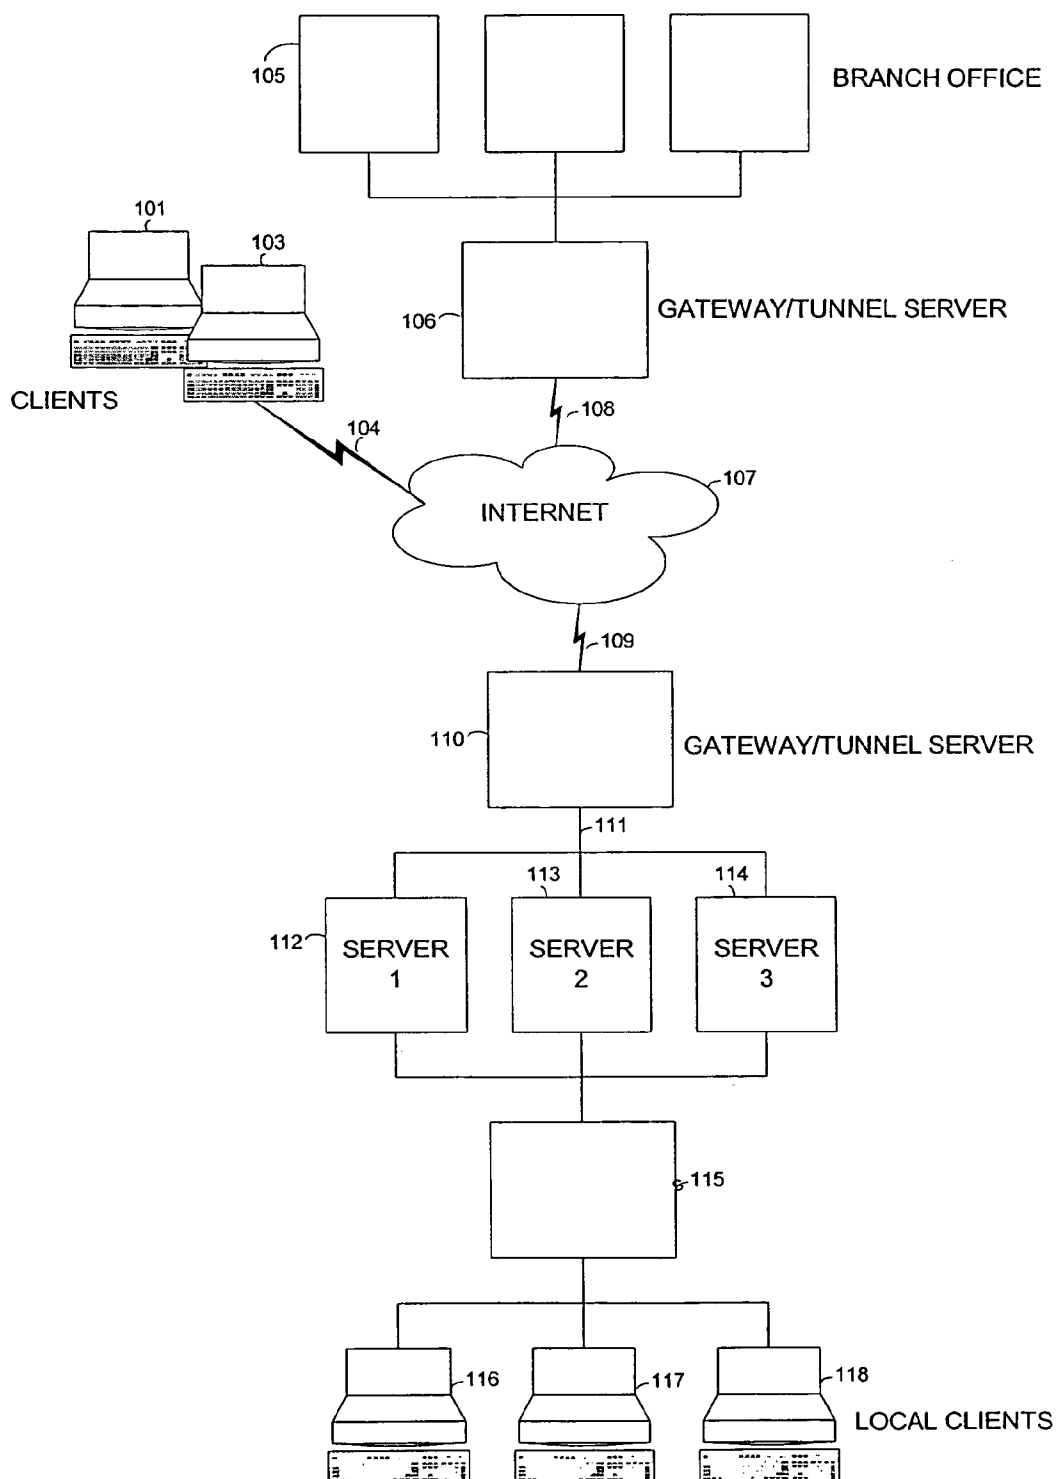 105
BRANCH OFFICE
101
103
106
GATEWAY/TUNNEL SERVER
CLIENTS
108
104
107
INTERNET
109
110
GATEWAY/TUNNEL SERVER
111
113
114
112
SERVER
1
SERVER
2
SERVER
3
115
116
117
118
LOCAL CLIENTS